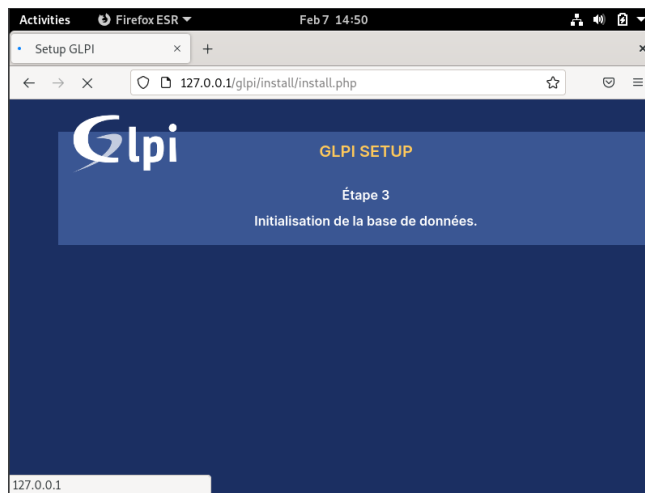 Activities Firefox ESR Feb 7 14:50
Setup GLPI
127.0.0.1/glpi/install/install.php
Glpi
GLPI SETUP
Étape 3
Initialisation de la base de données.
127.0.0.1